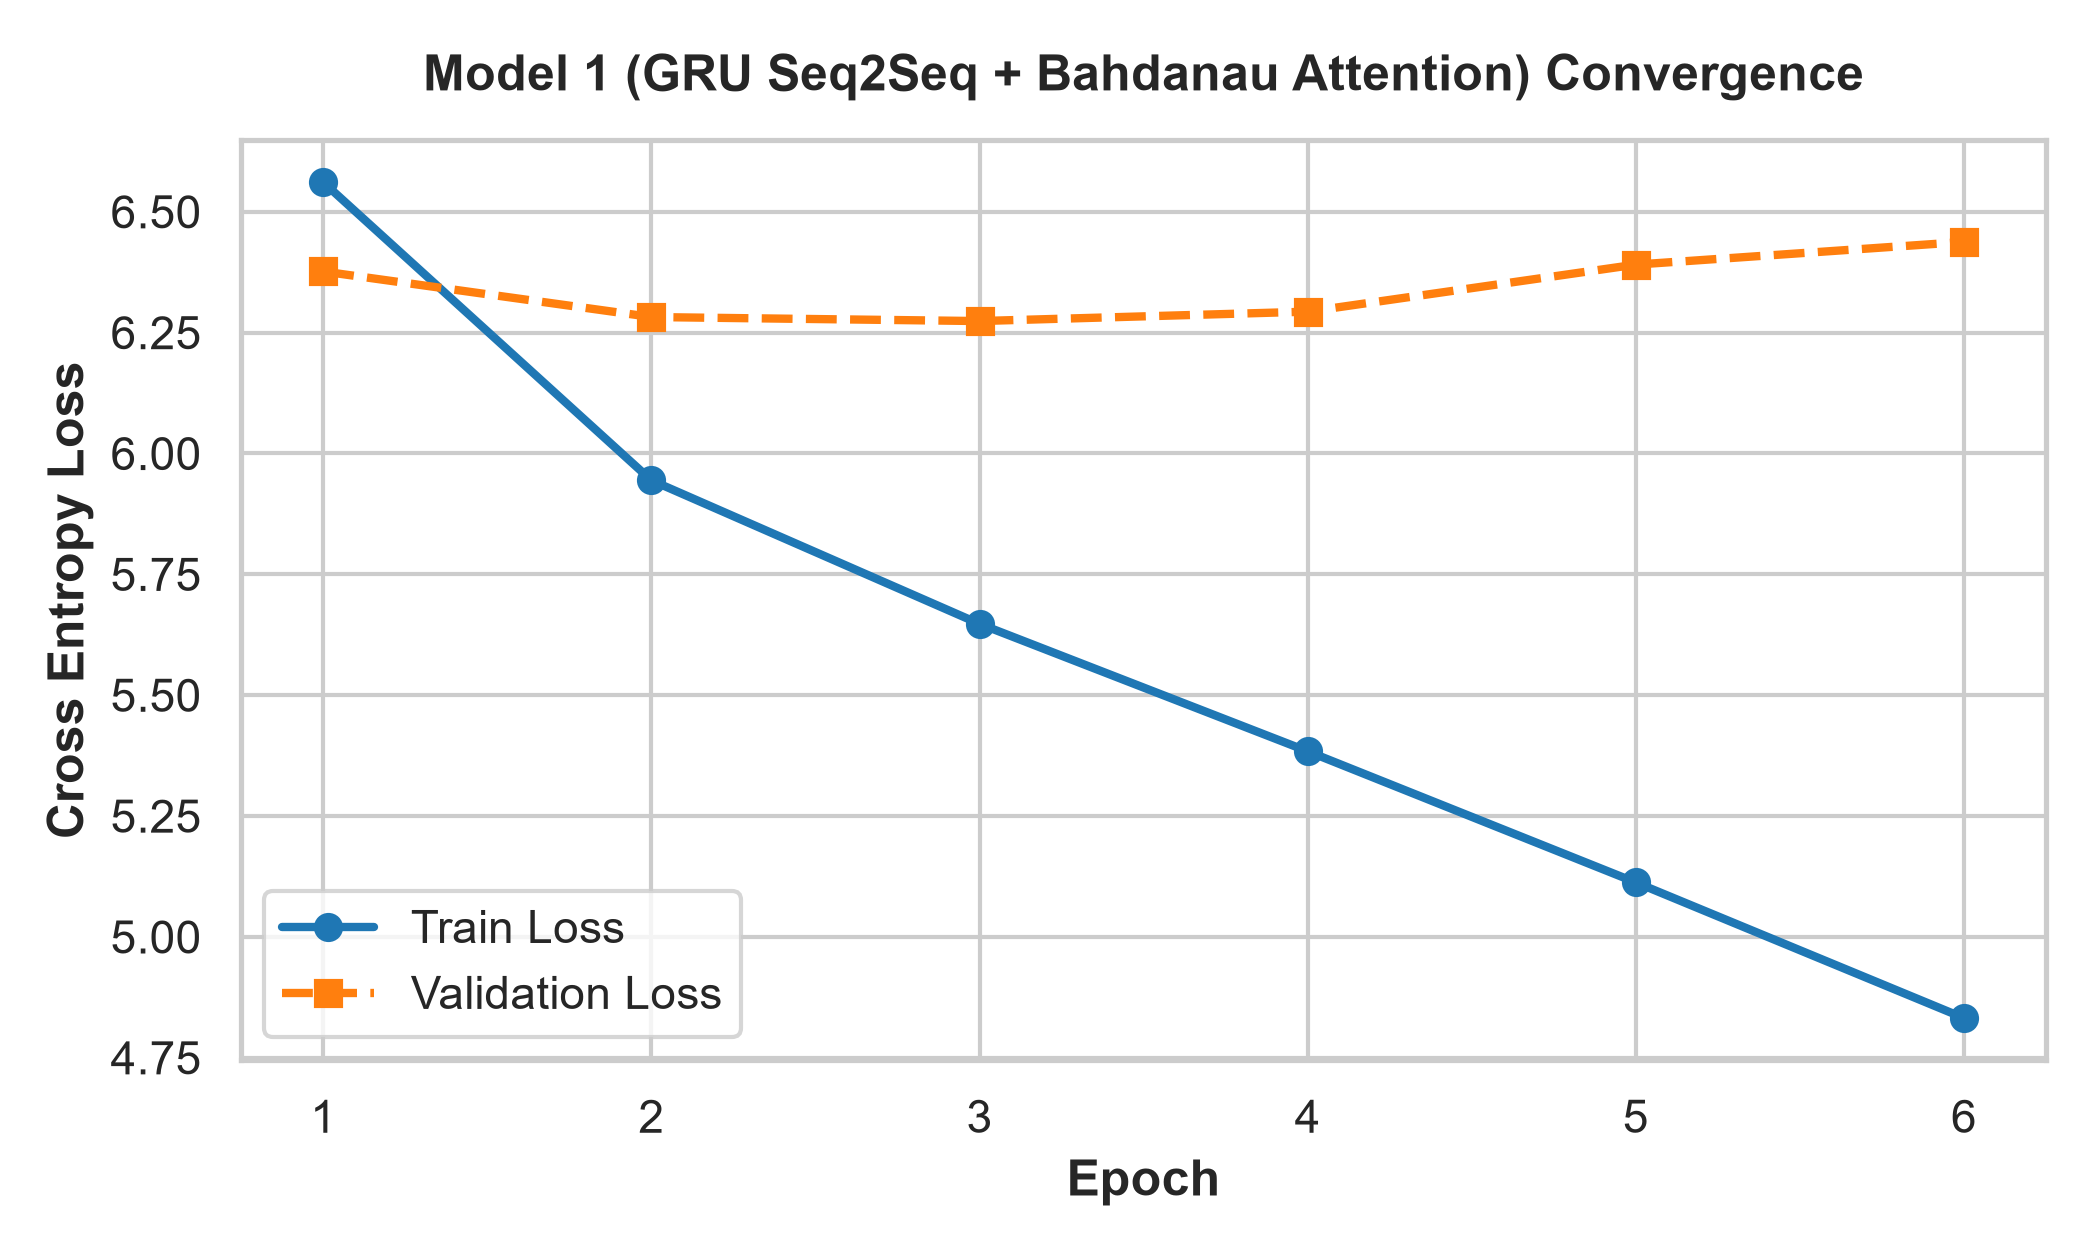 Model 1 (GRU Seq2Seq + Bahdanau Attention) Convergence
Cross Entropy Loss
6.50
6.25
6.00
5.75
5.50
5.25
5.00
4.75
Train Loss
Validation Loss
1 2 3 4 5 6
Epoch